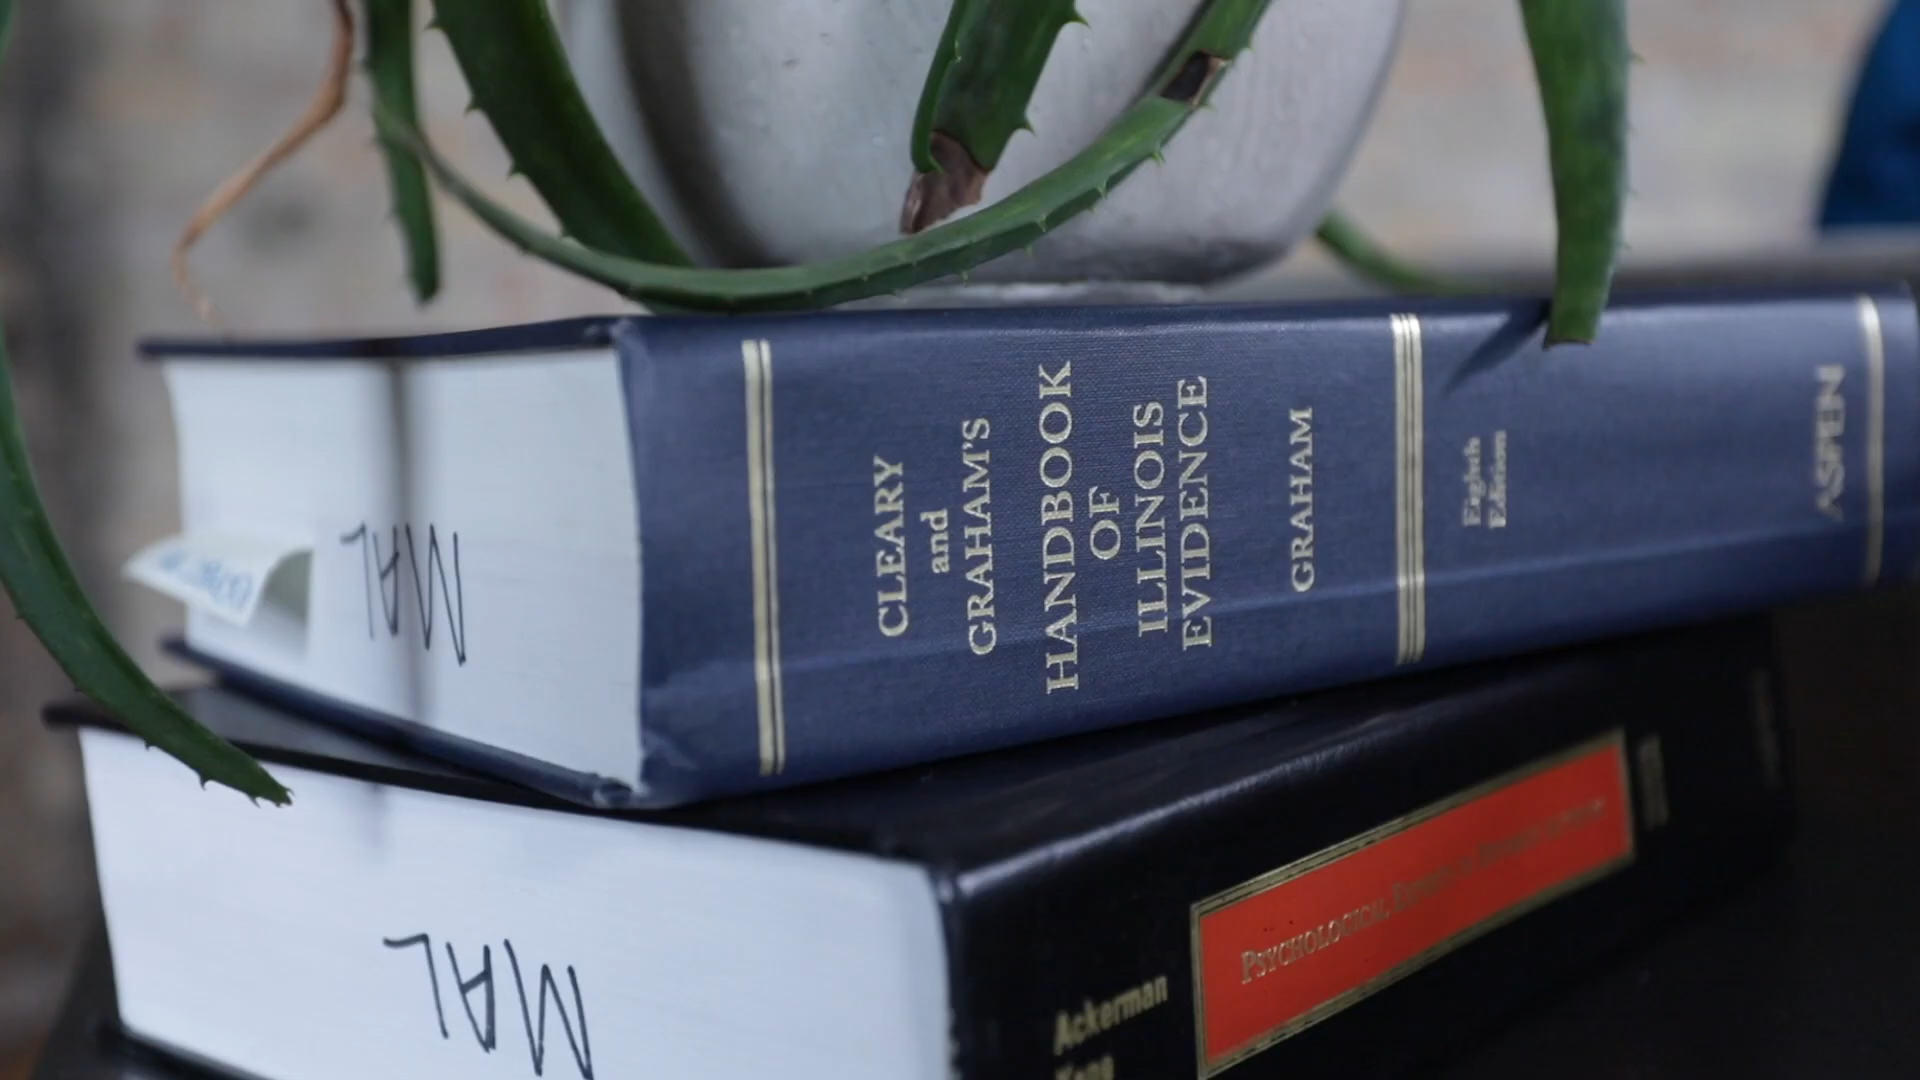 CLEARY
and
GRAHAM'S
HANDBOOK
OF
ILLINOIS
EVIDENCE
GRAHAM
Eighth
Edition
ASPEN
MAL
MAL
Ackerman
PSYCHOLOGICAL